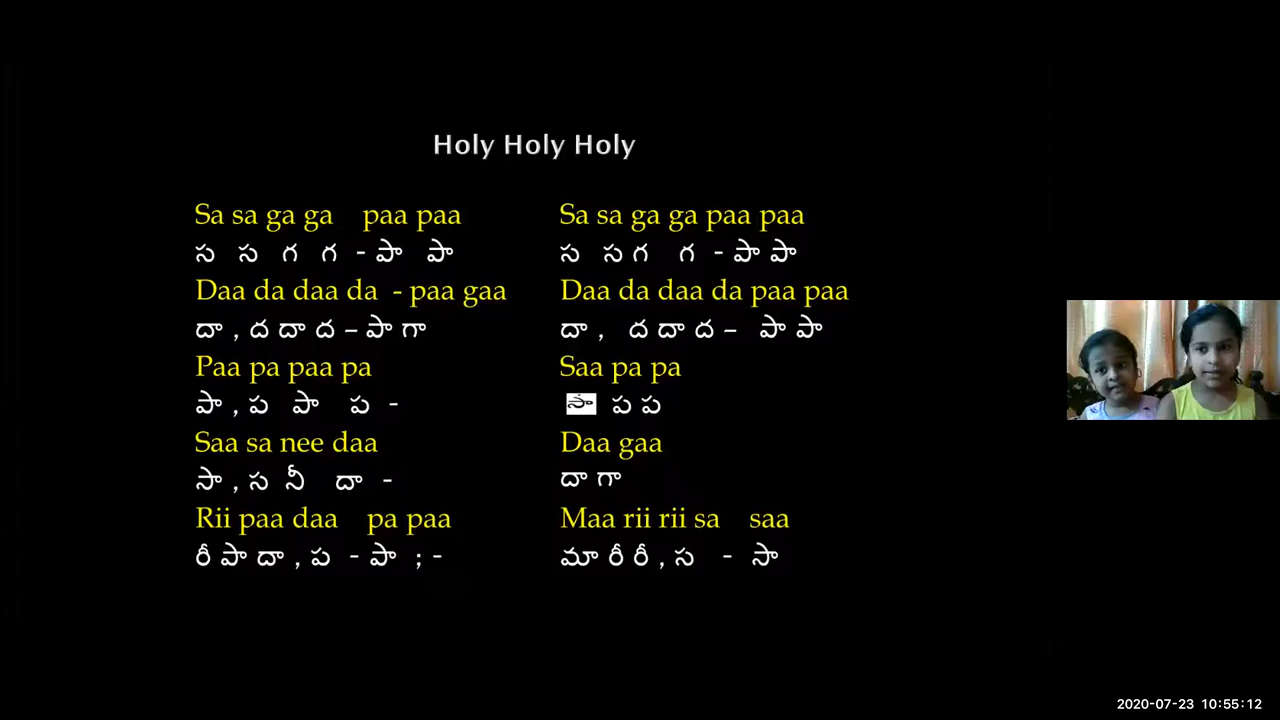 Holy Holy Holy
Sa sa ga ga paa paa
స స గ గ - పా పా
Daa da daa da - paa gaa
దా , ద దా ద – పా గా
Paa pa paa pa
పా , ప పా ప -
Saa sa nee daa
సా , స నీ దా -
Rii paa daa pa paa
రీ పా దా , ప - పా ; -
Sa sa ga ga paa paa
స స గ గ - పా పా
Daa da daa da paa paa
దా , ద దా ద – పా పా
Saa pa pa
సా ప ప
Daa gaa
దా గా
Maa rii rii sa saa
మా రీ రీ , స - సా
2020-07-23 10:55:12